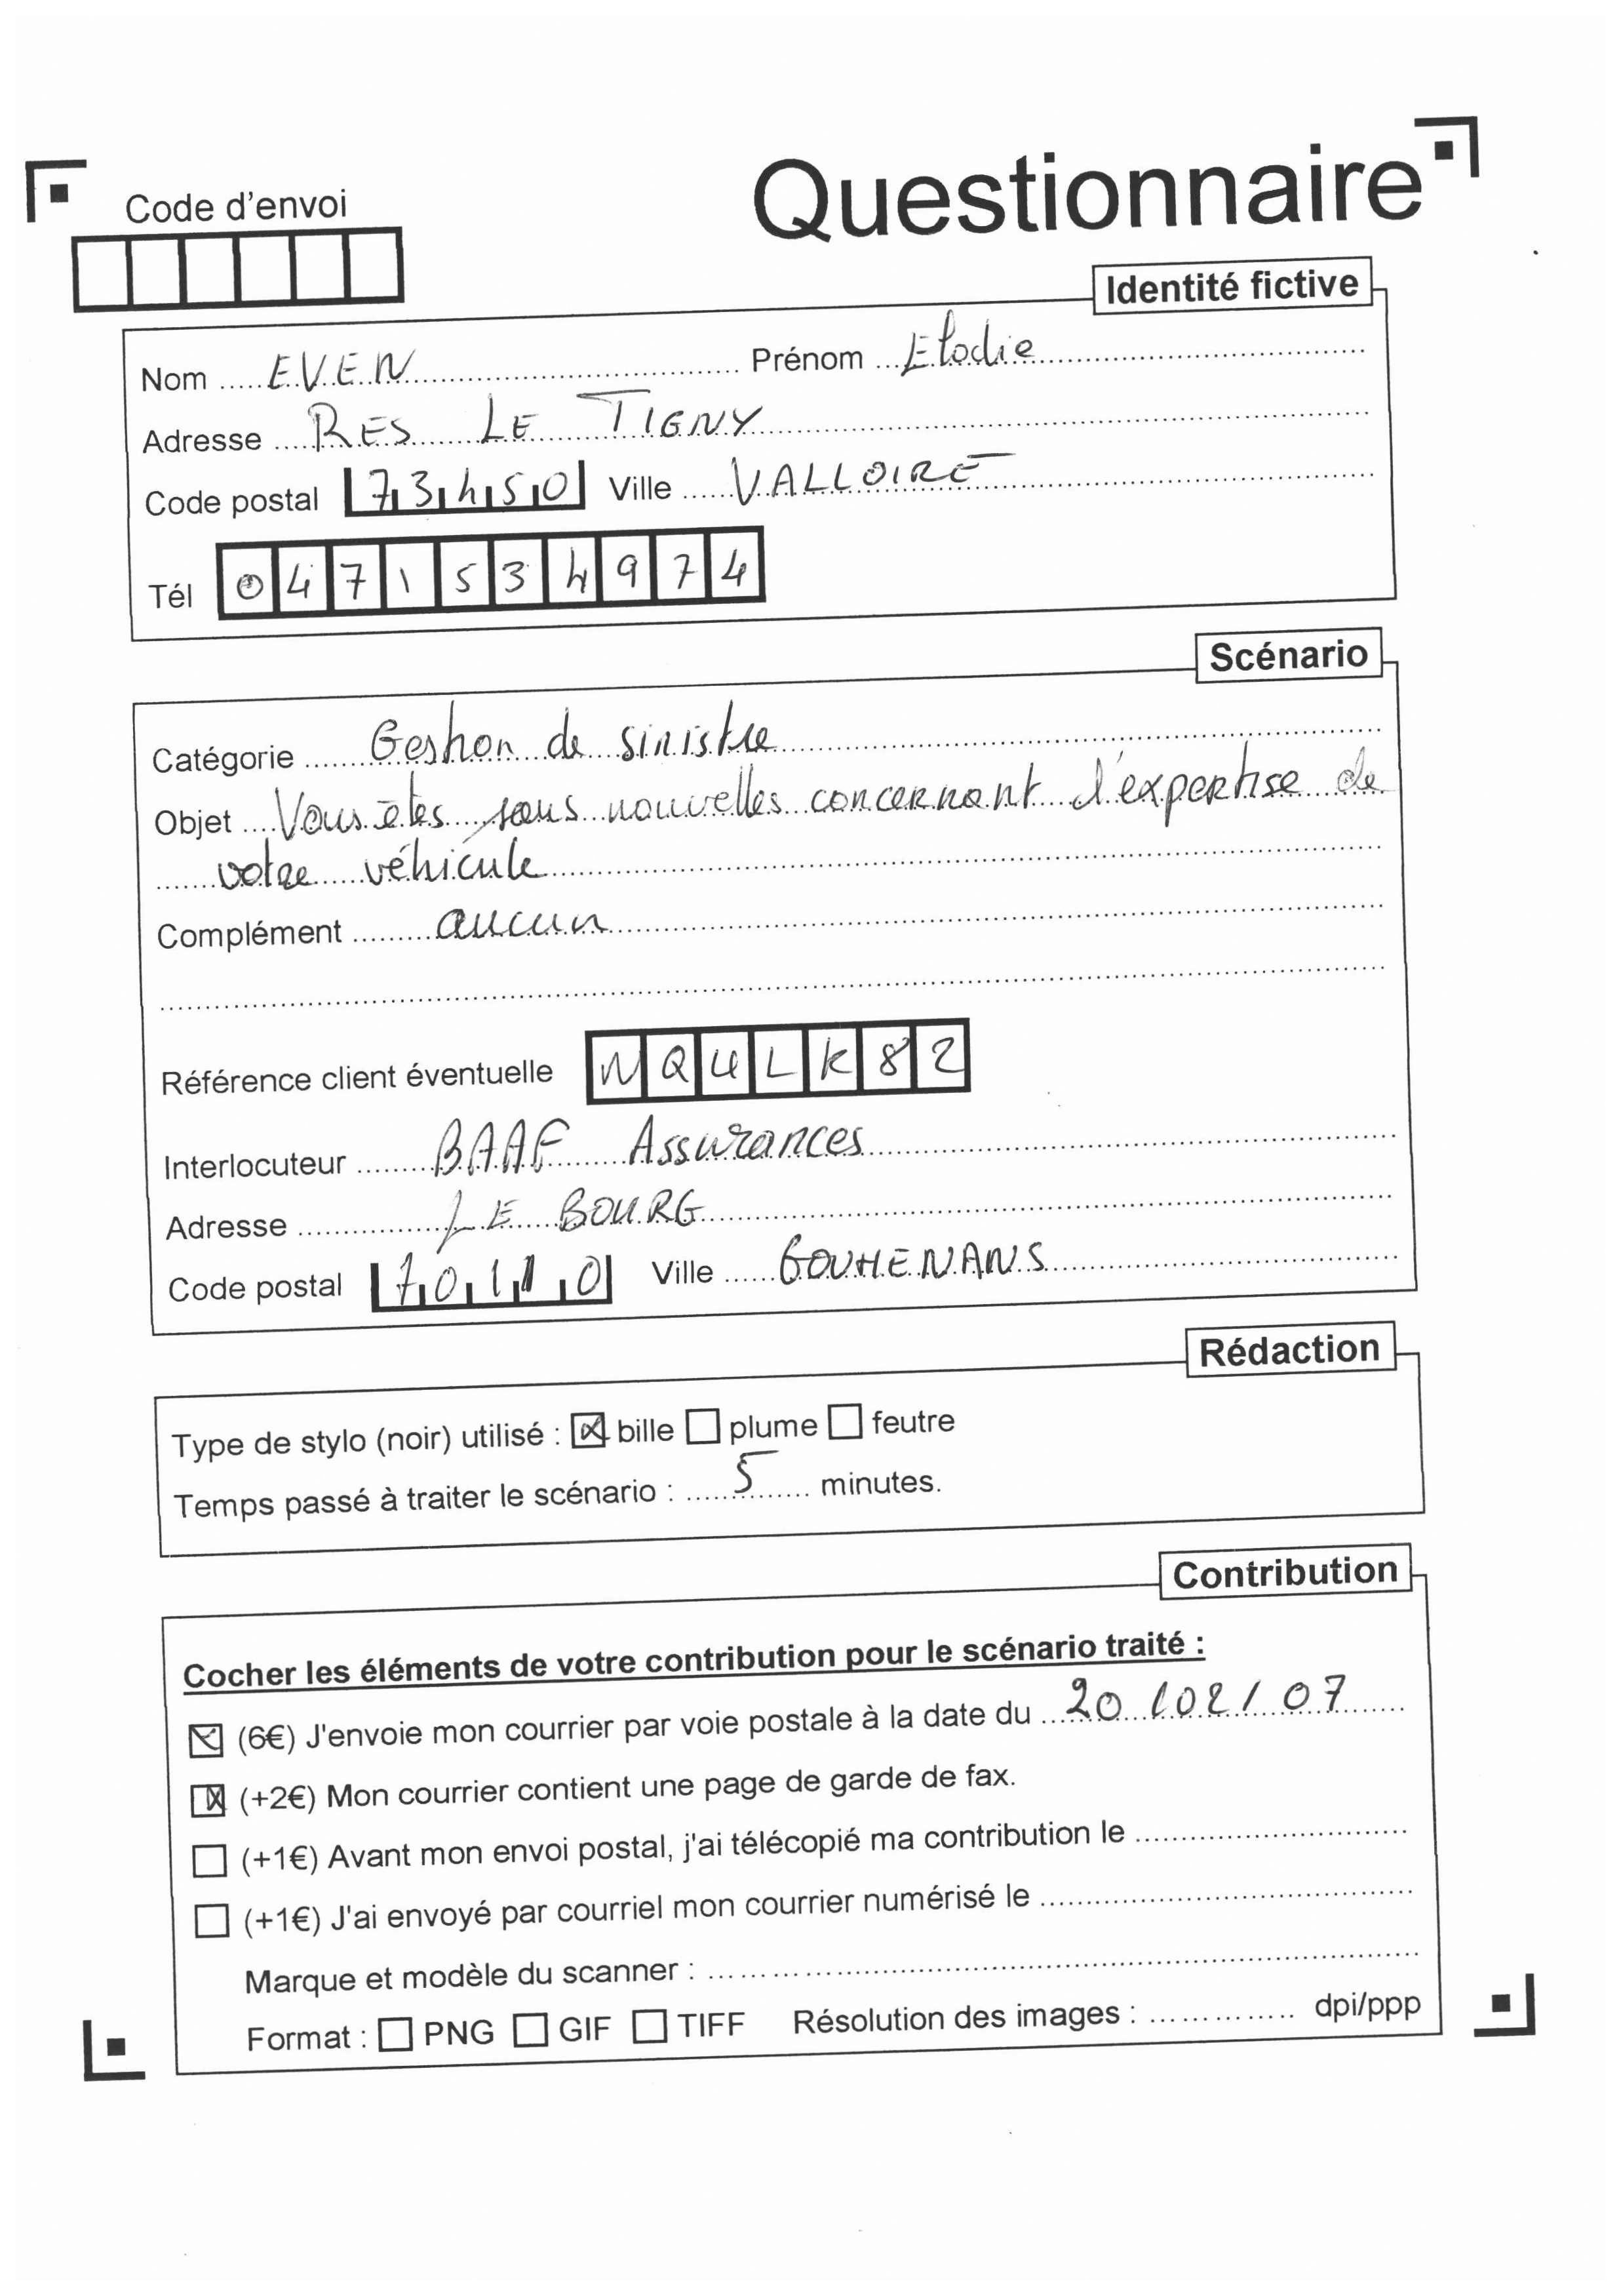 Questionnaire
Code d'envoi
Identité fictive
Nom EVEN Prénom Elodie
Adresse RES LE TIGNY
Code postal 73450 Ville VALLOIRE
Tél 0471534974
Scénario
Catégorie Gestion de sinistre
Objet Vous êtes sans nouvelles concernant l'expertise de
votre véhicule
Complément aucun
Référence client éventuelle NQULK82
Interlocuteur BAAF Assurances
Adresse LE BOURG
Code postal 70110 Ville GOUHENANS
Rédaction
Type de stylo (noir) utilisé : bille plume feutre
Temps passé à traiter le scénario : 5 minutes.
Contribution
Cocher les éléments de votre contribution pour le scénario traité :
(6€) J'envoie mon courrier par voie postale à la date du 20/02/07
(+2€) Mon courrier contient une page de garde de fax.
(+1€) Avant mon envoi postal, j'ai télécopié ma contribution le
(+1€) J'ai envoyé par courriel mon courrier numérisé le
Marque et modèle du scanner :
Format : PNG GIF TIFF Résolution des images : dpi/ppp